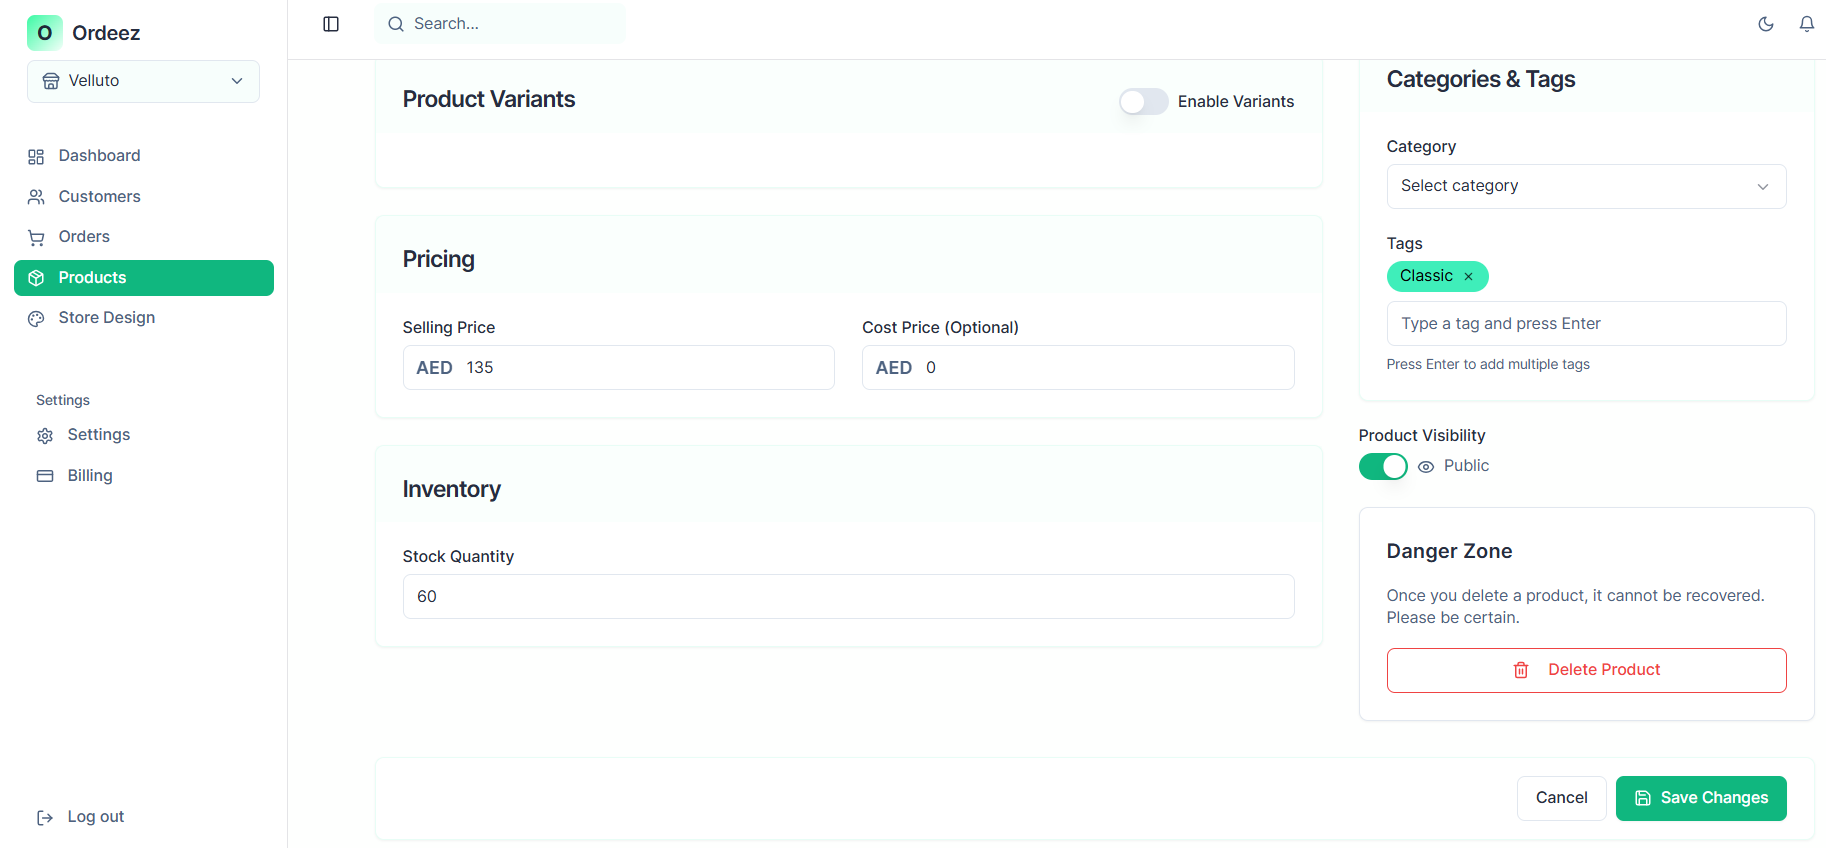 O Ordeez
Velluto
Dashboard
Customers
Orders
Products
Store Design
Settings
Settings
Billing
Log out
Search...
Product Variants
Enable Variants
Pricing
Selling Price
AED 135
Cost Price (Optional)
AED 0
Inventory
Stock Quantity
60
Categories & Tags
Category
Select category
Tags
Classic ×
Type a tag and press Enter
Press Enter to add multiple tags
Product Visibility
Public
Danger Zone
Once you delete a product, it cannot be recovered.
Please be certain.
Delete Product
Cancel
Save Changes